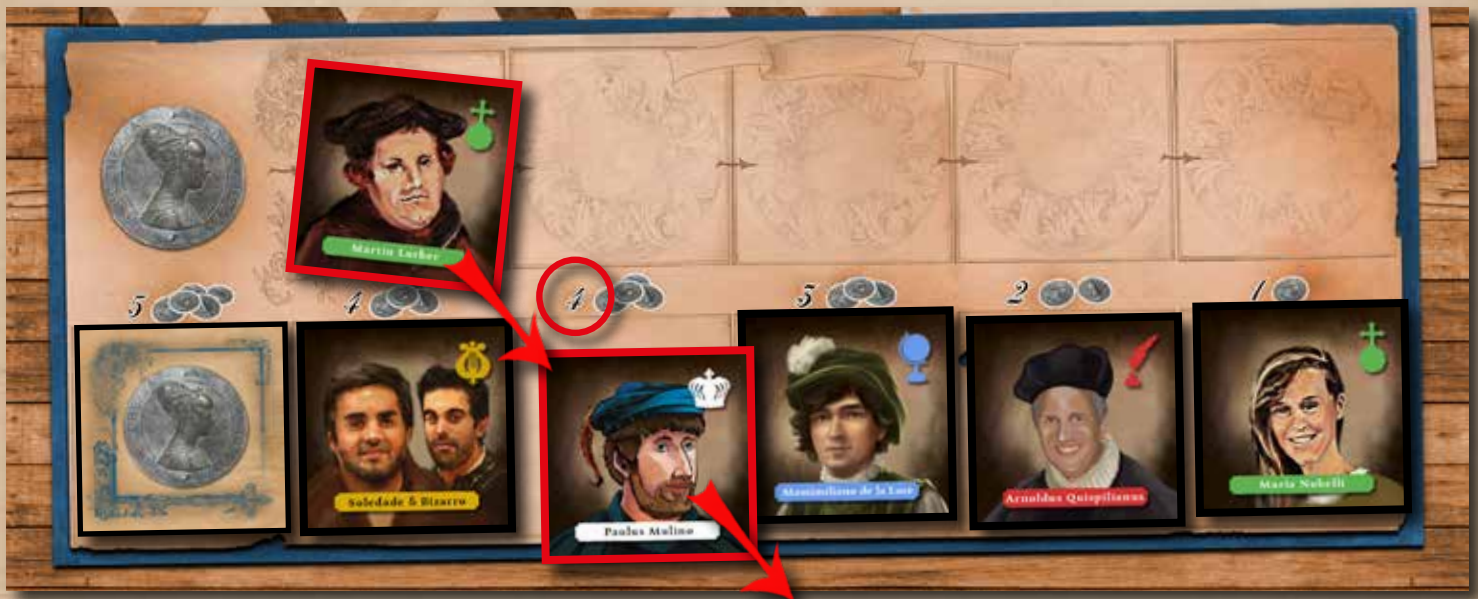 Martin Luther
5
4
4
3
2
1
Soledade & Bizarro
Paulus Mulino
Maximiliano de la Luce
Arnoldus Quispilianus
Maria Nobelli